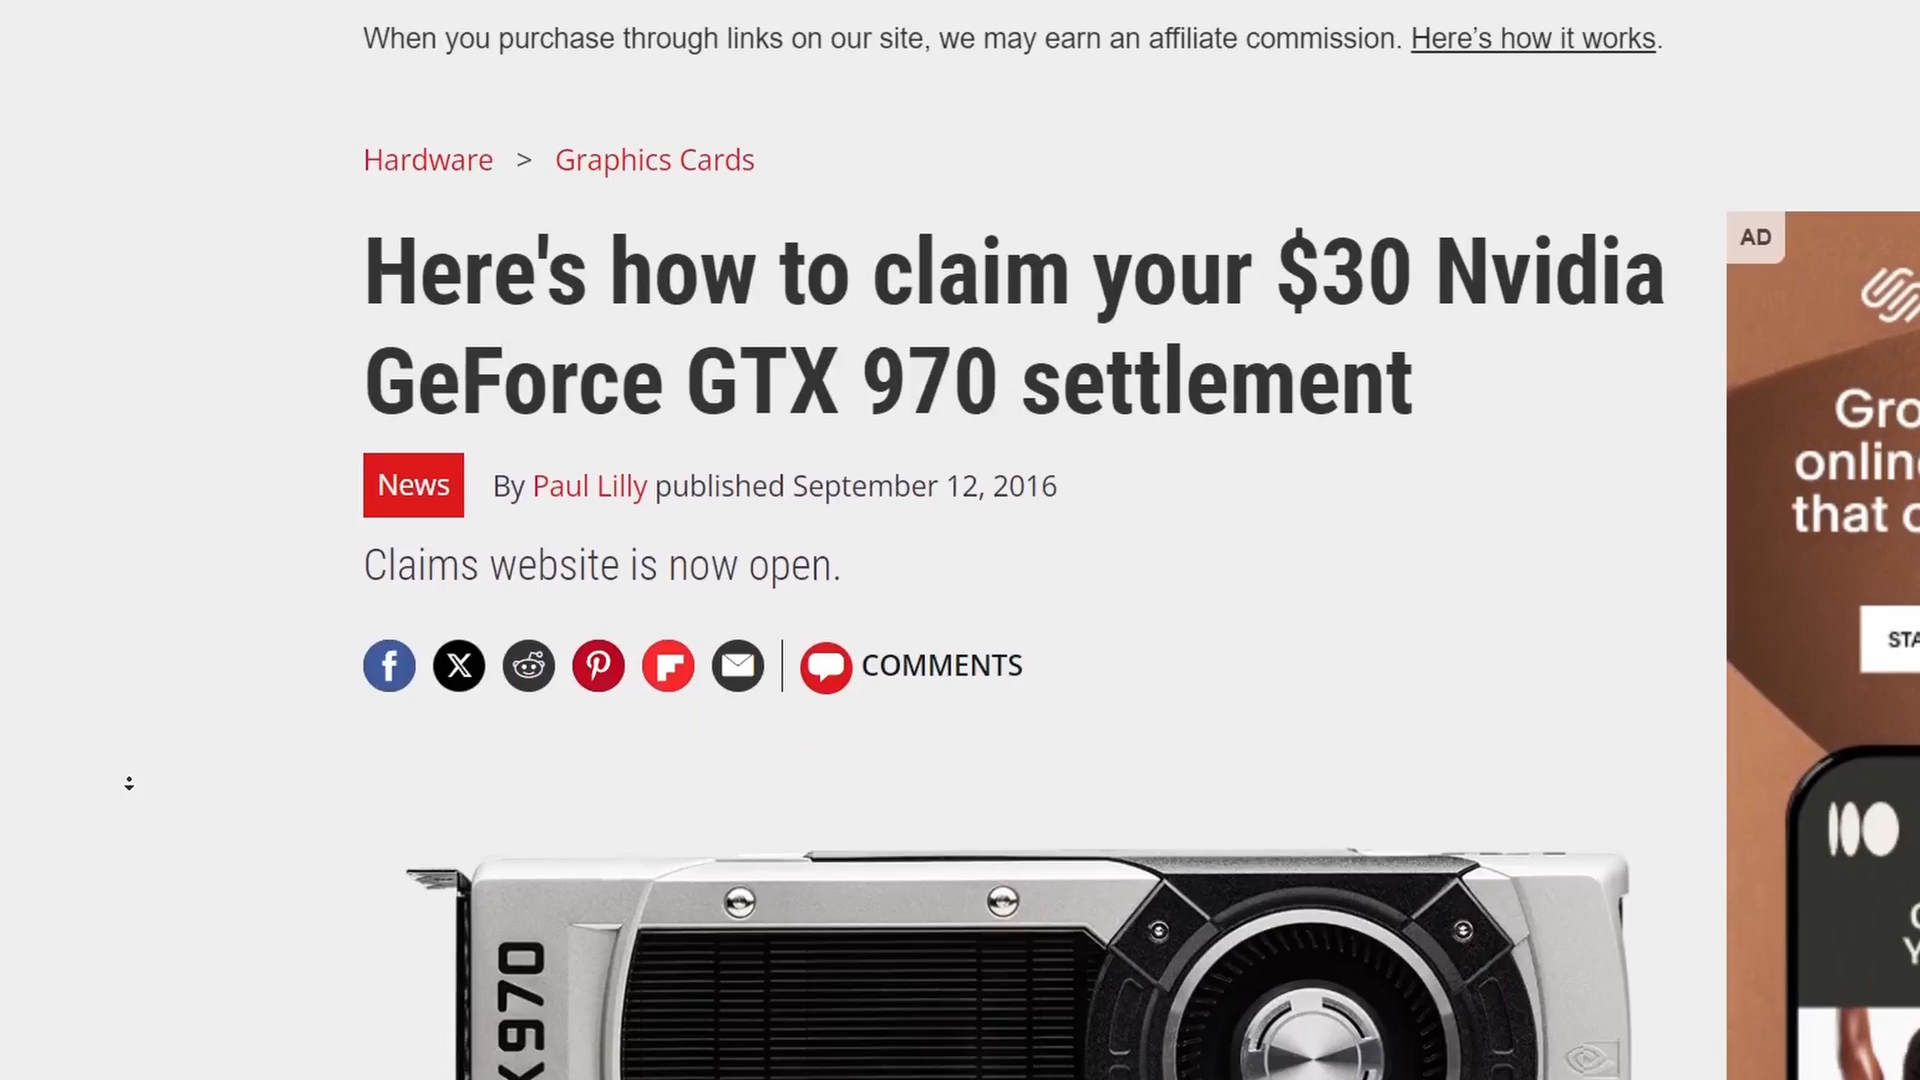 When you purchase through links on our site, we may earn an affiliate commission. Here’s how it works.
Hardware > Graphics Cards
Here's how to claim your $30 Nvidia
GeForce GTX 970 settlement
News By Paul Lilly published September 12, 2016
Claims website is now open.
COMMENTS
AD
that
970